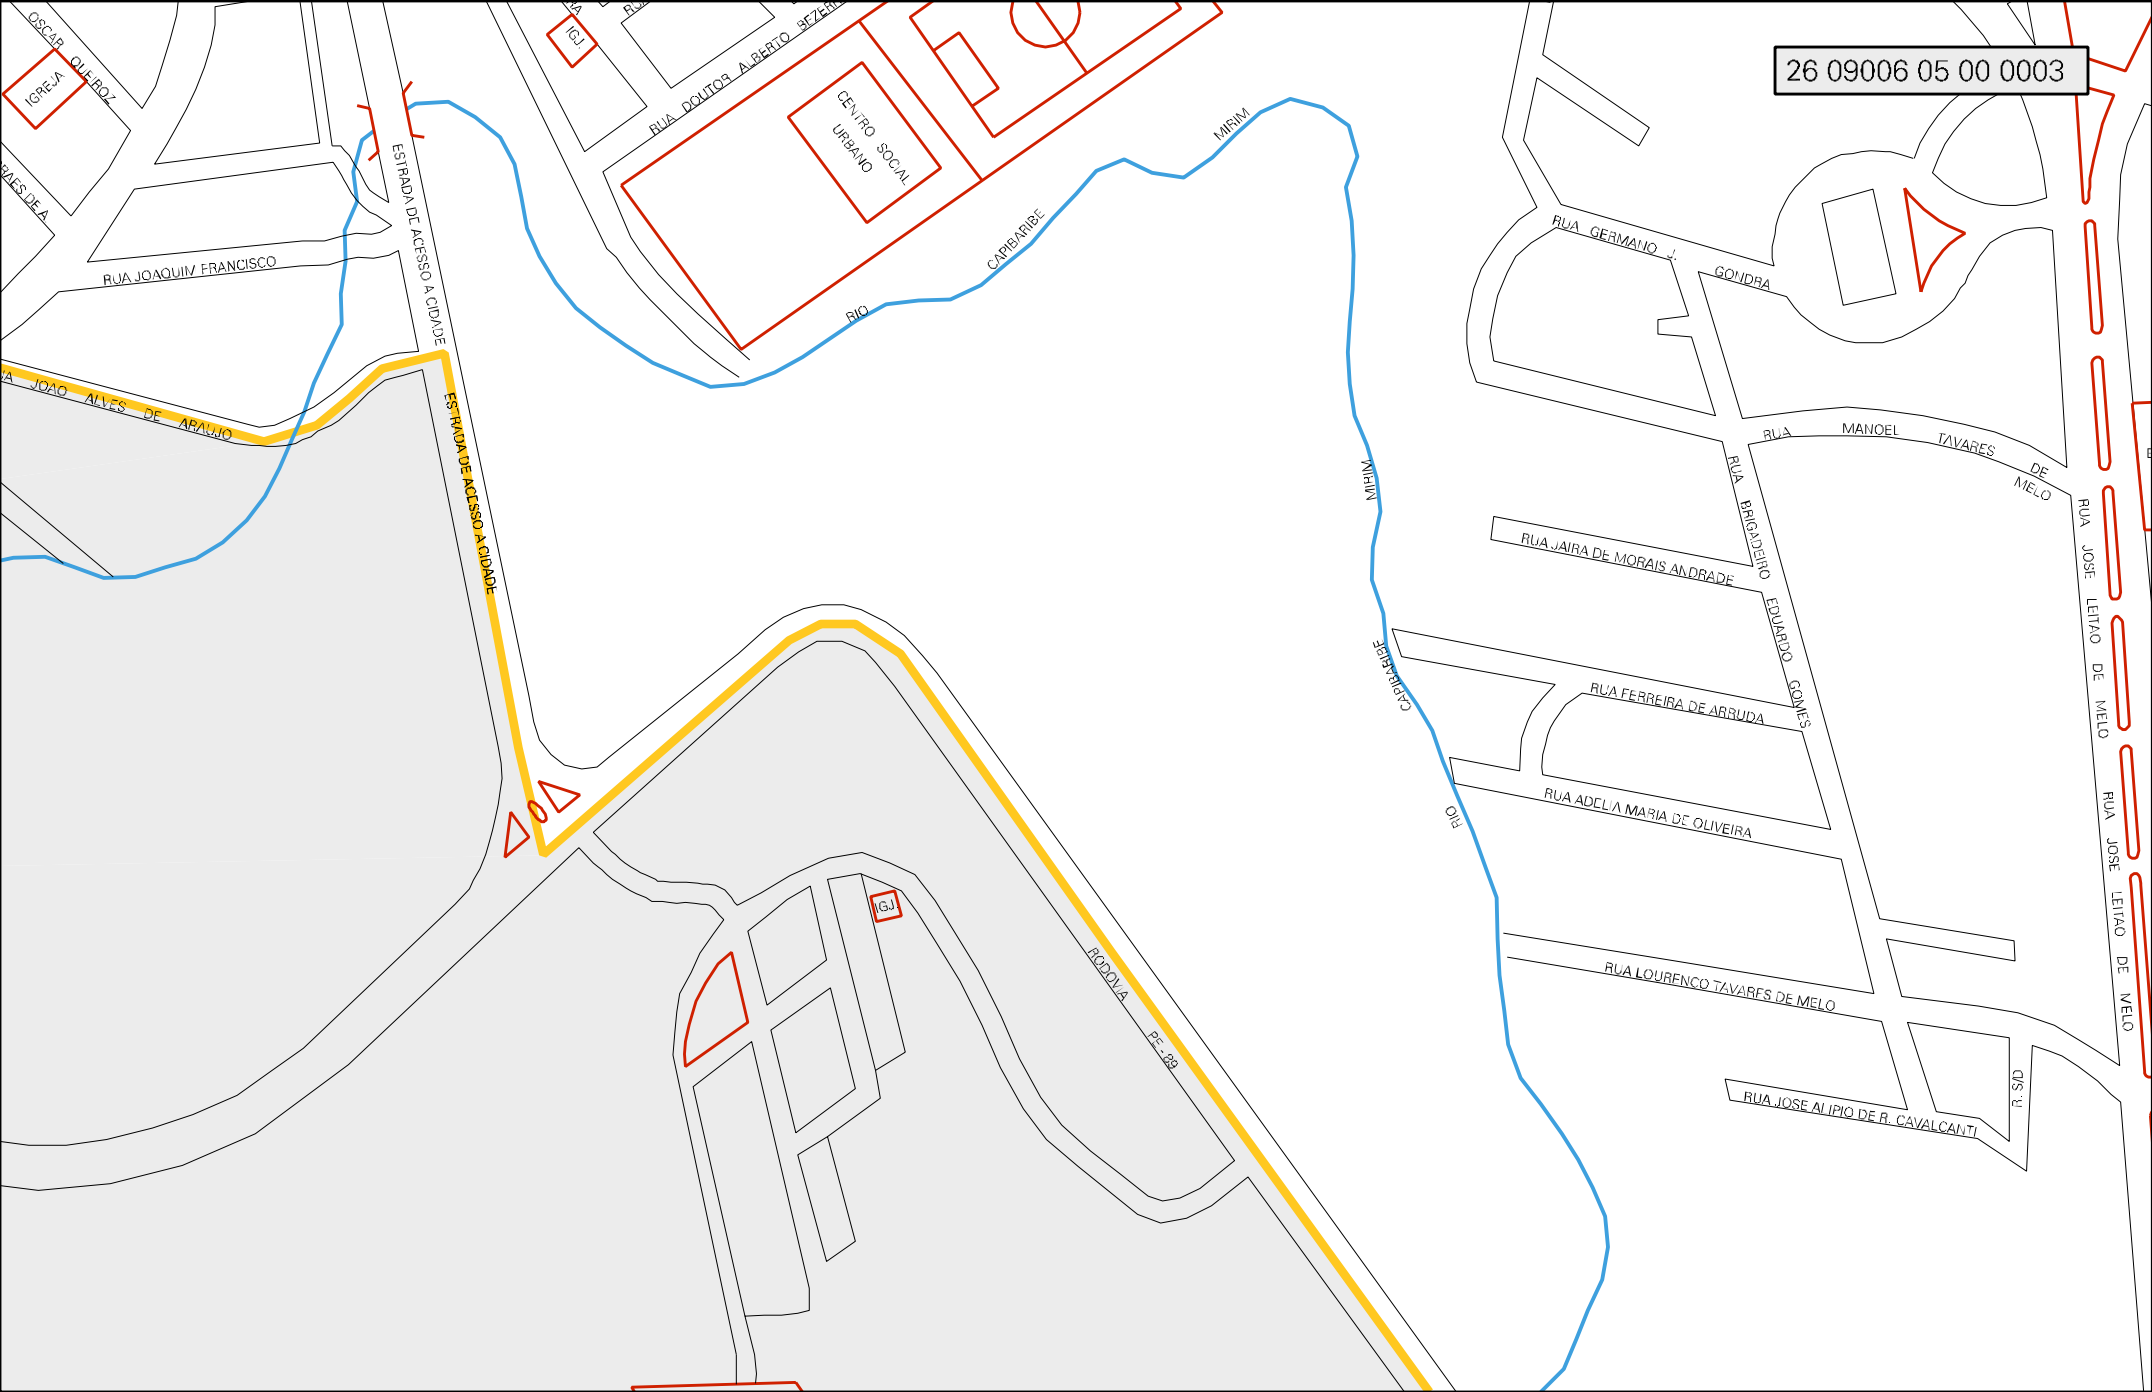 OSCAR QUEIROZ
IGREJA
RAES DE A
RUA JOAQUIM FRANCISCO
ESTRADA DE ACESSO A CIDADE
IGJ.
RUA DOUTOR ALBERTO BEZERR
CENTRO SOCIAL
URBANO
RIO CAPIBARIBE MIRIM
26 09006 05 00 0003
RUA GERMANO J. GONDRA
JOAO ALVES DE ARAUJO
ESTRADA DE ACESSO A CIDADE
MIRIM
CAPIBARIBE
RIO
RUA MANOEL TAVARES DE
MELO
RUA BRIGADEIRO EDUARDO GOMES
RUA JOSE LEITAO DE MELO
RUA JAIRA DE MORAIS ANDRADE
RUA FERREIRA DE ARRUDA
RUA ADELIA MARIA DE OLIVEIRA
RUA JOSE LEITAO DE MELO
IGJ.
RODOVIA PE - 89
RUA LOURENCO TAVARES DE MELO
R. S/D
RUA JOSE ALIPIO DE R. CAVALCANTI